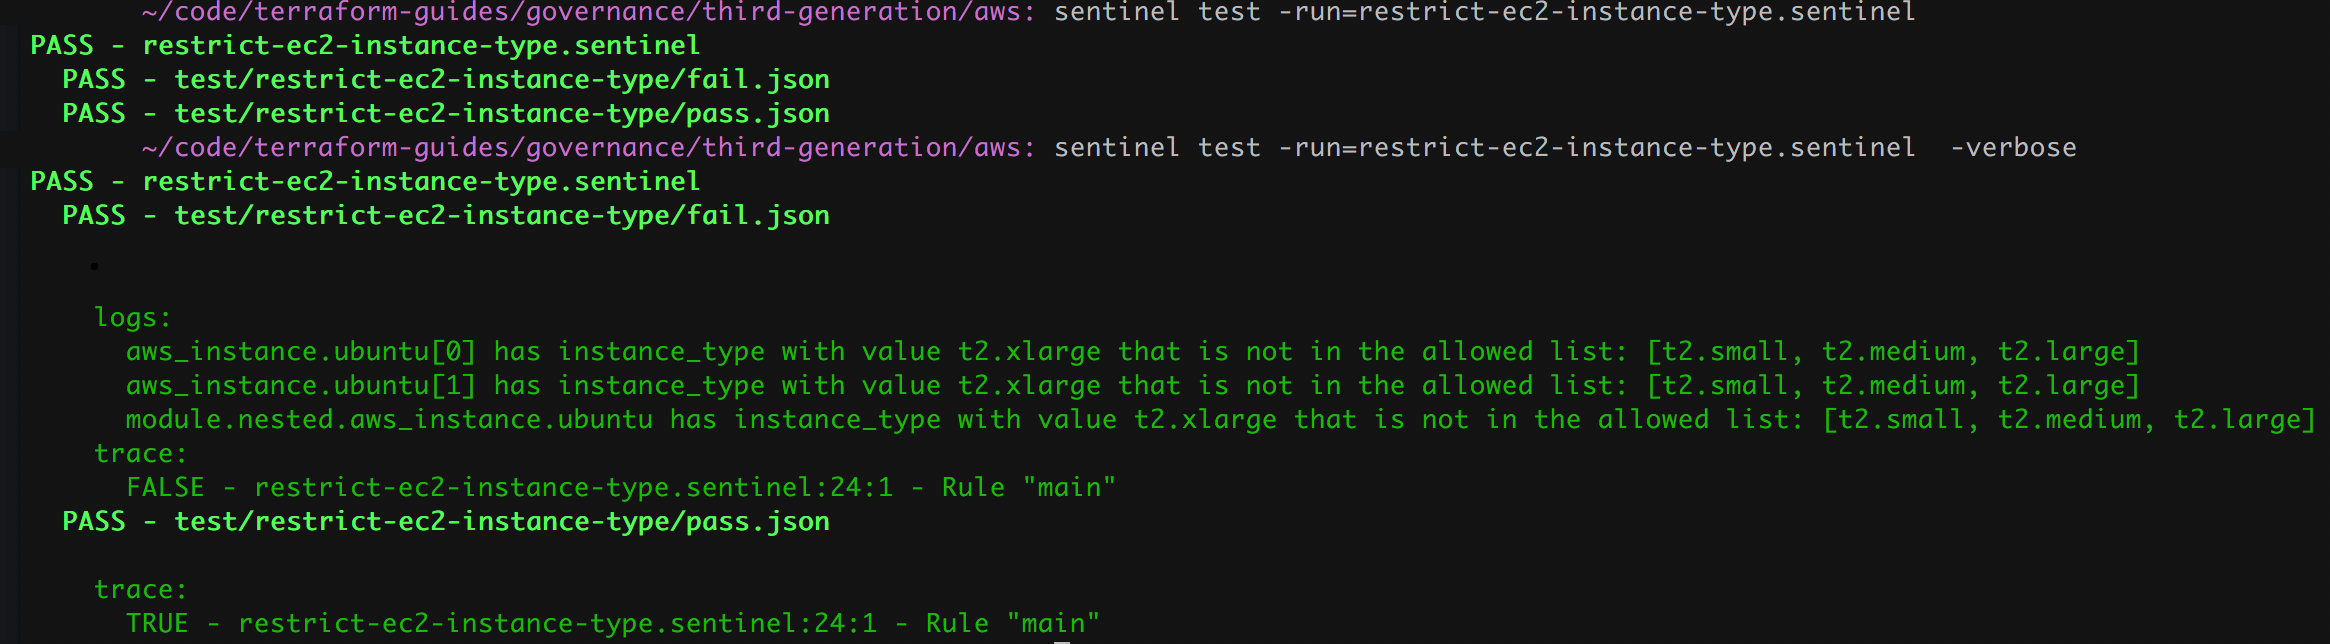 ~/code/terraform-guides/governance/third-generation/aws: sentinel test -run=restrict-ec2-instance-type.sentinel
PASS - restrict-ec2-instance-type.sentinel
PASS - test/restrict-ec2-instance-type/fail.json
PASS - test/restrict-ec2-instance-type/pass.json
~/code/terraform-guides/governance/third-generation/aws: sentinel test -run=restrict-ec2-instance-type.sentinel  -verbose
PASS - restrict-ec2-instance-type.sentinel
PASS - test/restrict-ec2-instance-type/fail.json
logs:
aws_instance.ubuntu[0] has instance_type with value t2.xlarge that is not in the allowed list: [t2.small, t2.medium, t2.large]
aws_instance.ubuntu[1] has instance_type with value t2.xlarge that is not in the allowed list: [t2.small, t2.medium, t2.large]
module.nested.aws_instance.ubuntu has instance_type with value t2.xlarge that is not in the allowed list: [t2.small, t2.medium, t2.large]
trace:
FALSE - restrict-ec2-instance-type.sentinel:24:1 - Rule "main"
PASS - test/restrict-ec2-instance-type/pass.json
trace:
TRUE - restrict-ec2-instance-type.sentinel:24:1 - Rule "main"